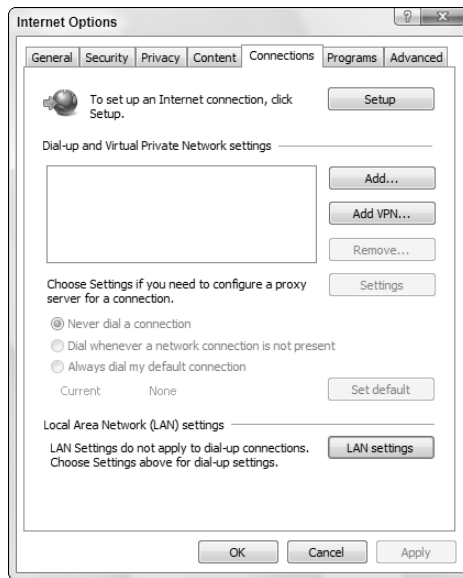 Internet Options
General Security Privacy Content Connections Programs Advanced
To set up an Internet connection, click
Setup.
Setup
Dial-up and Virtual Private Network settings
Add...
Add VPN...
Remove...
Choose Settings if you need to configure a proxy
server for a connection.
Settings
Never dial a connection
Dial whenever a network connection is not present
Always dial my default connection
Current None
Set default
Local Area Network (LAN) settings
LAN Settings do not apply to dial-up connections.
Choose Settings above for dial-up settings.
LAN settings
OK Cancel Apply